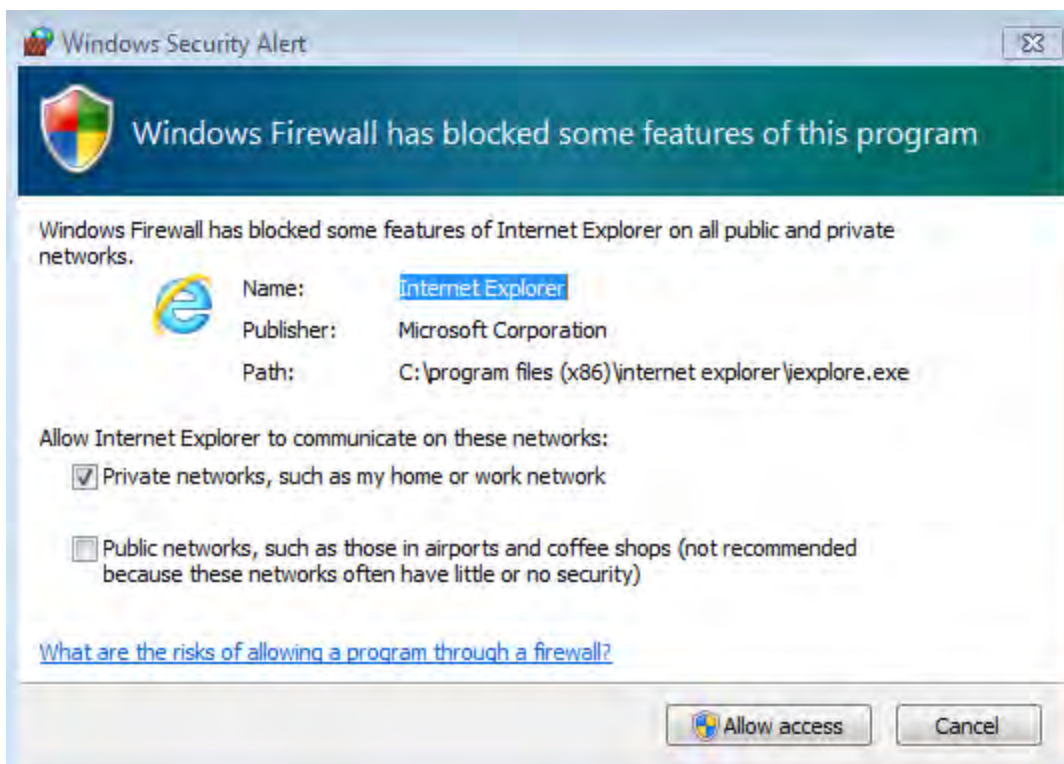 Windows Security Alert
Windows Firewall has blocked some features of this program
Windows Firewall has blocked some features of Internet Explorer on all public and private
networks.
Name: Internet Explorer
Publisher: Microsoft Corporation
Path: C:\program files (x86)\internet explorer\iexplore.exe
Allow Internet Explorer to communicate on these networks:
Private networks, such as my home or work network
Public networks, such as those in airports and coffee shops (not recommended
because these networks often have little or no security)
What are the risks of allowing a program through a firewall?
Allow access Cancel